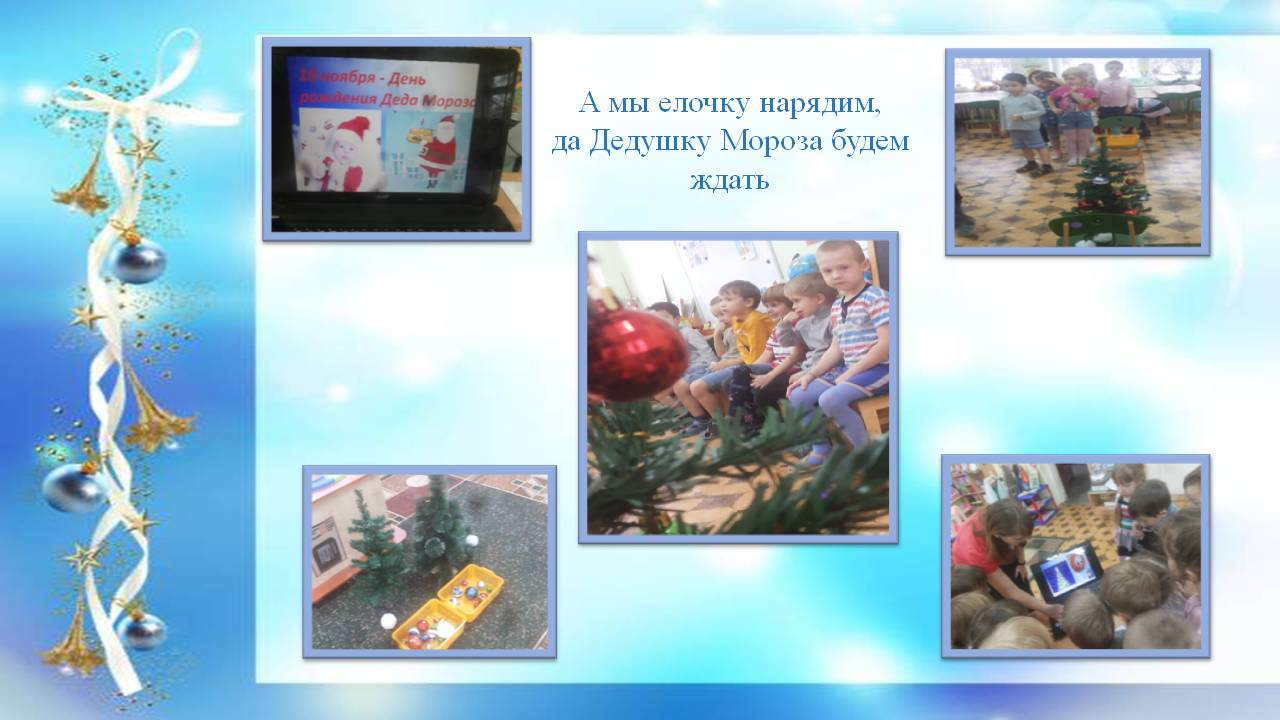 18 ноября - День
рождения Деда Мороза
А мы елочку нарядим,
да Дедушку Мороза будем
ждать